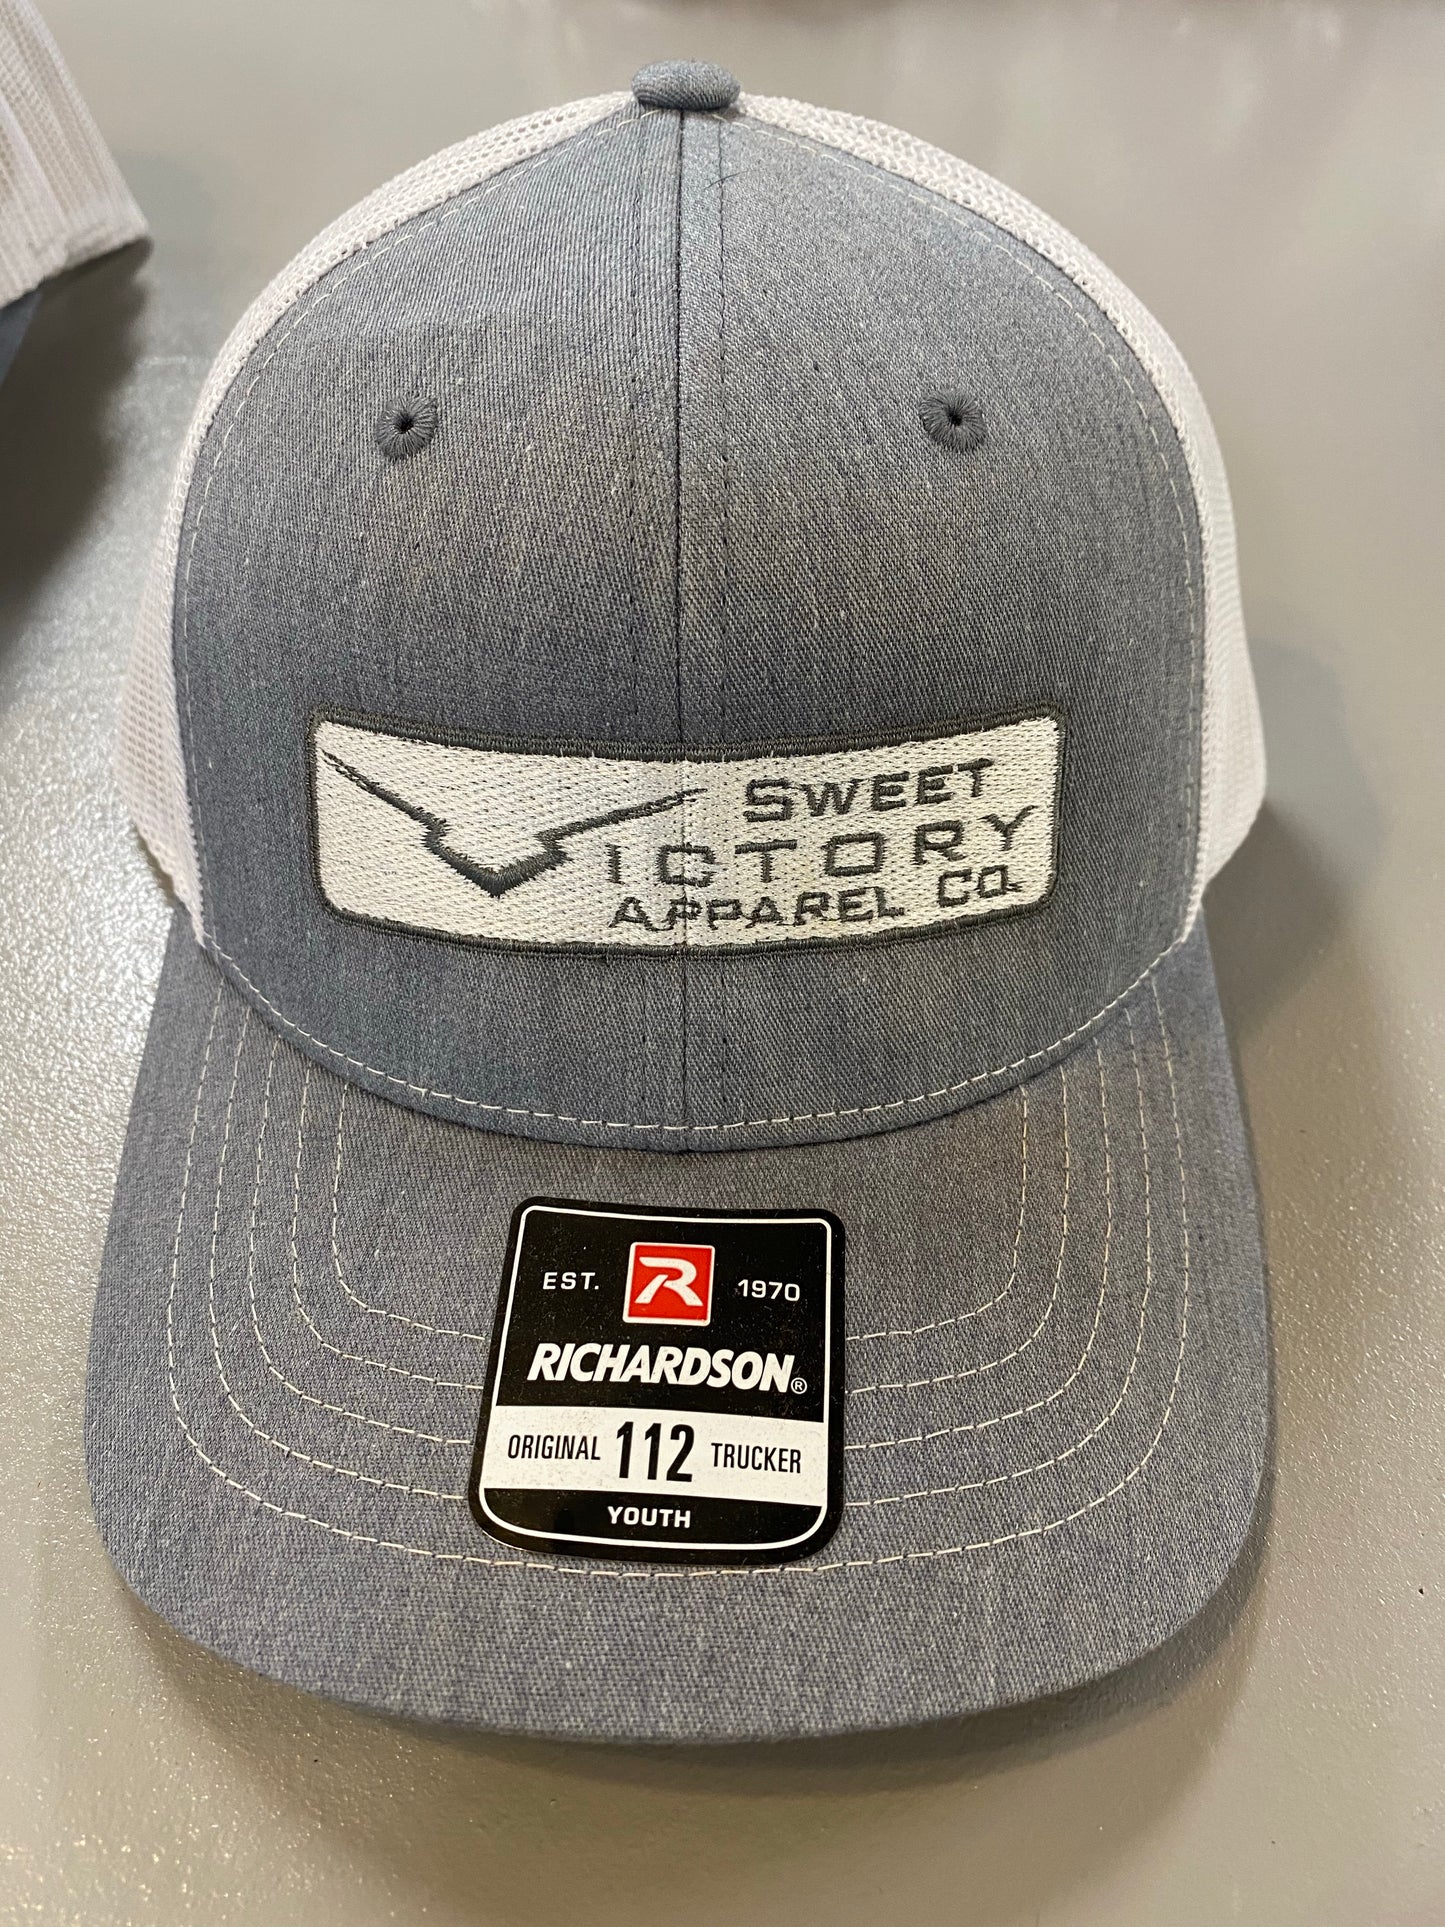 SWEET
VICTORY
APPAREL CO.
EST. R 1970
RICHARDSON®
ORIGINAL 112 TRUCKER
YOUTH